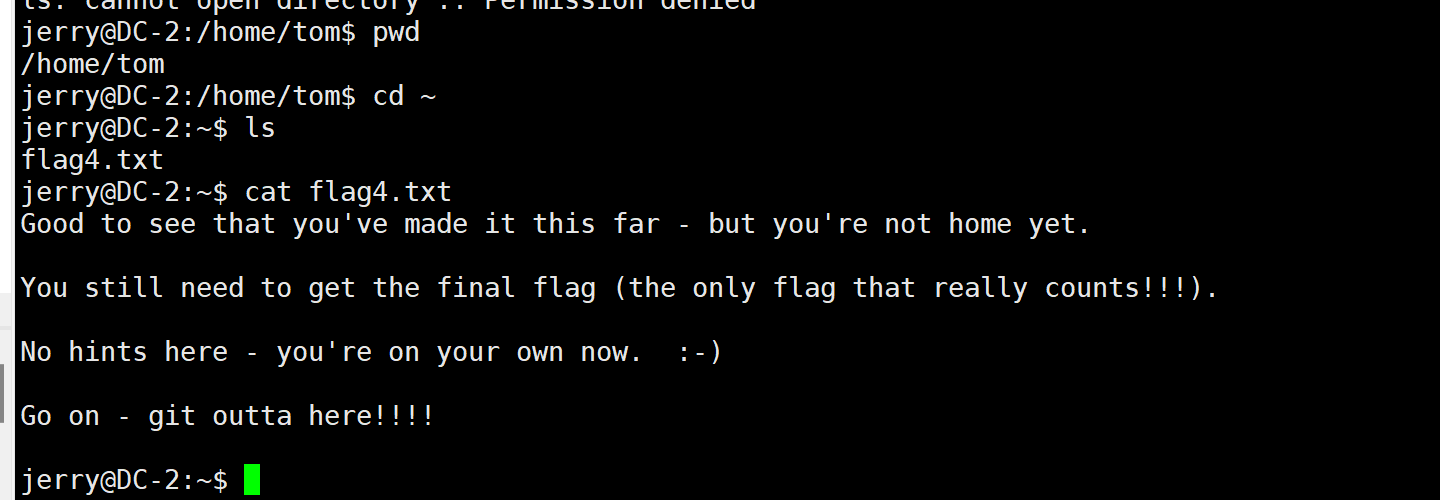 ls: cannot open directory .: Permission denied
jerry@DC-2:/home/tom$ pwd
/home/tom
jerry@DC-2:/home/tom$ cd ~
jerry@DC-2:~$ ls
flag4.txt
jerry@DC-2:~$ cat flag4.txt
Good to see that you've made it this far - but you're not home yet.
You still need to get the final flag (the only flag that really counts!!!).
No hints here - you're on your own now.  :-)
Go on - git outta here!!!!
jerry@DC-2:~$